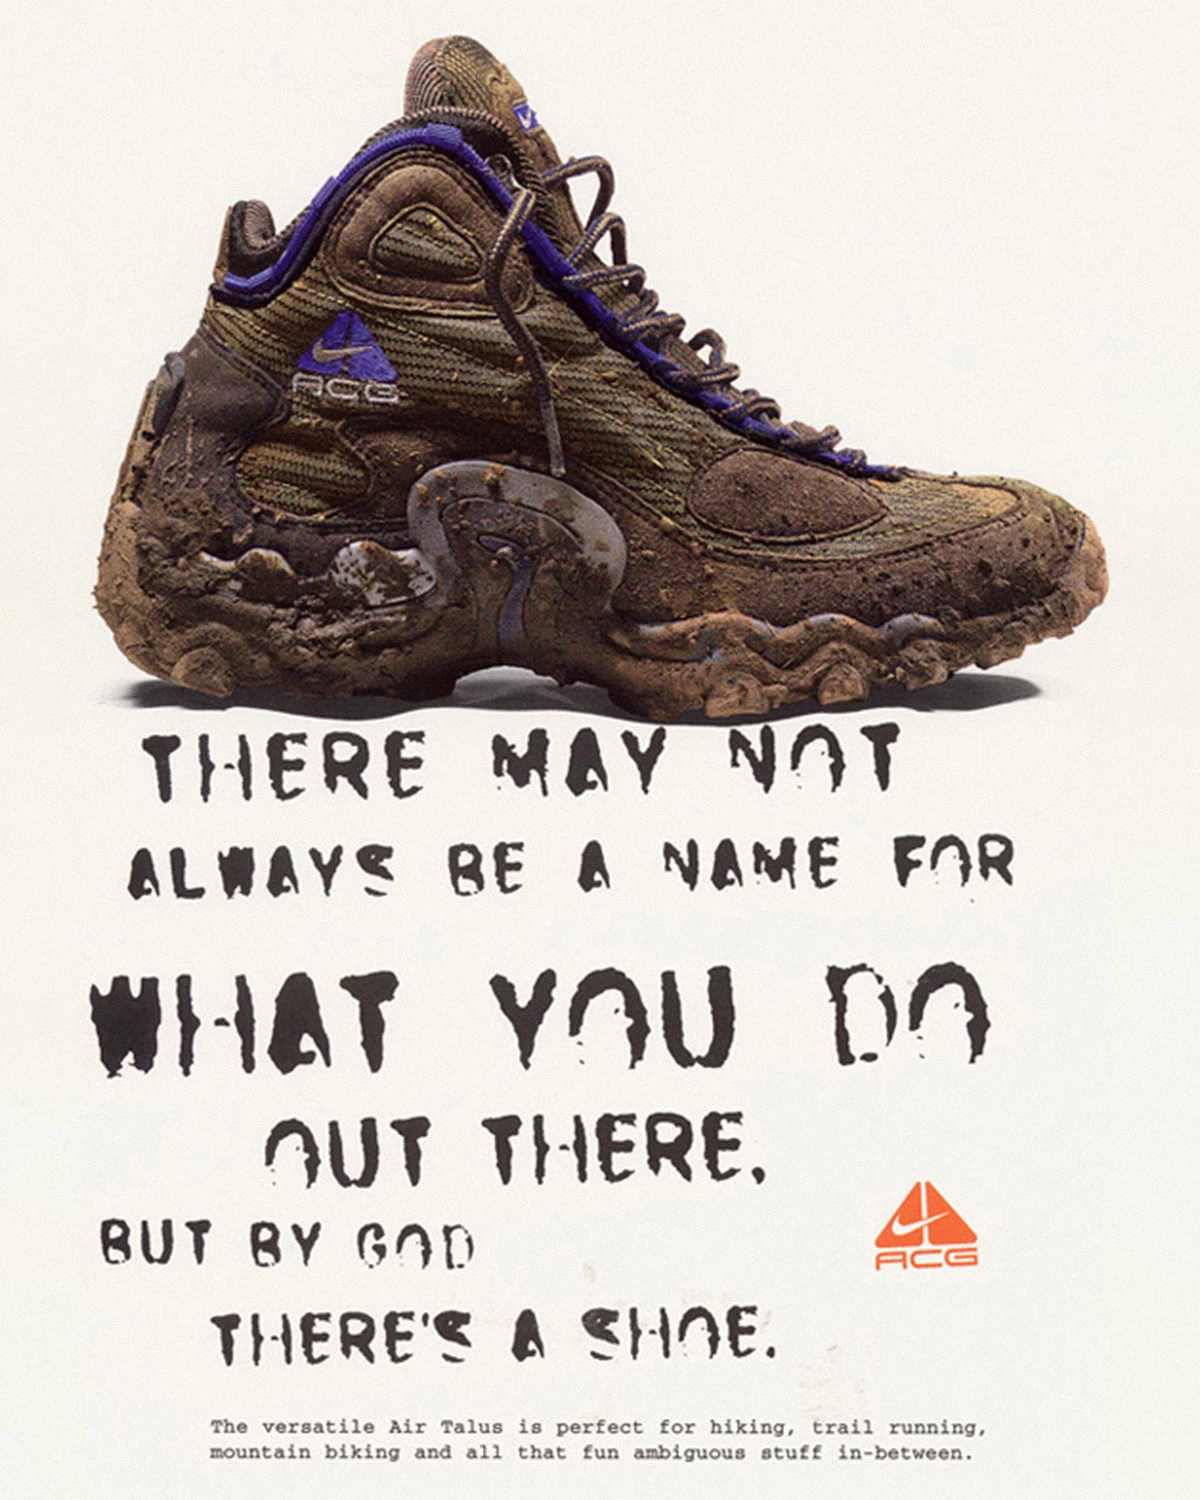 ACG
THERE MAY NOT
ALWAYS BE A NAME FOR
WHAT YOU DO
OUT THERE.
BUT BY GOD
ACG
THERE'S A SHOE.
The versatile Air Talus is perfect for hiking, trail running,
mountain biking and all that fun ambiguous stuff in-between.